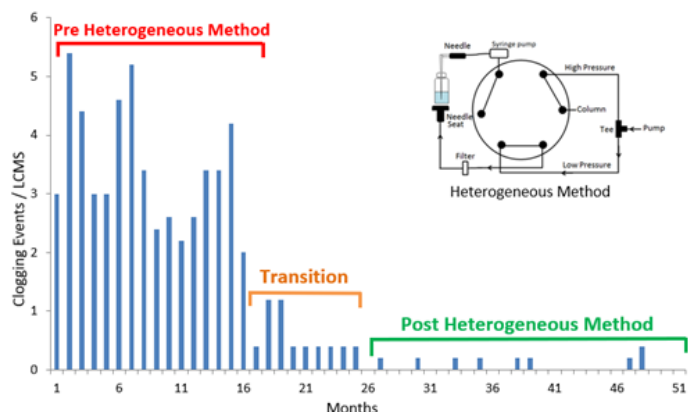 Pre Heterogeneous Method
Transition
Post Heterogeneous Method
Clogging Events / LCMS
6
5
4
3
2
1
0
1 6 11 16 21 26 31 36 41 46 51
Months
Needle
Syringe pump
High Pressure
Needle
Seat
Column
Tee
Pump
Filter
Low Pressure
Heterogeneous Method